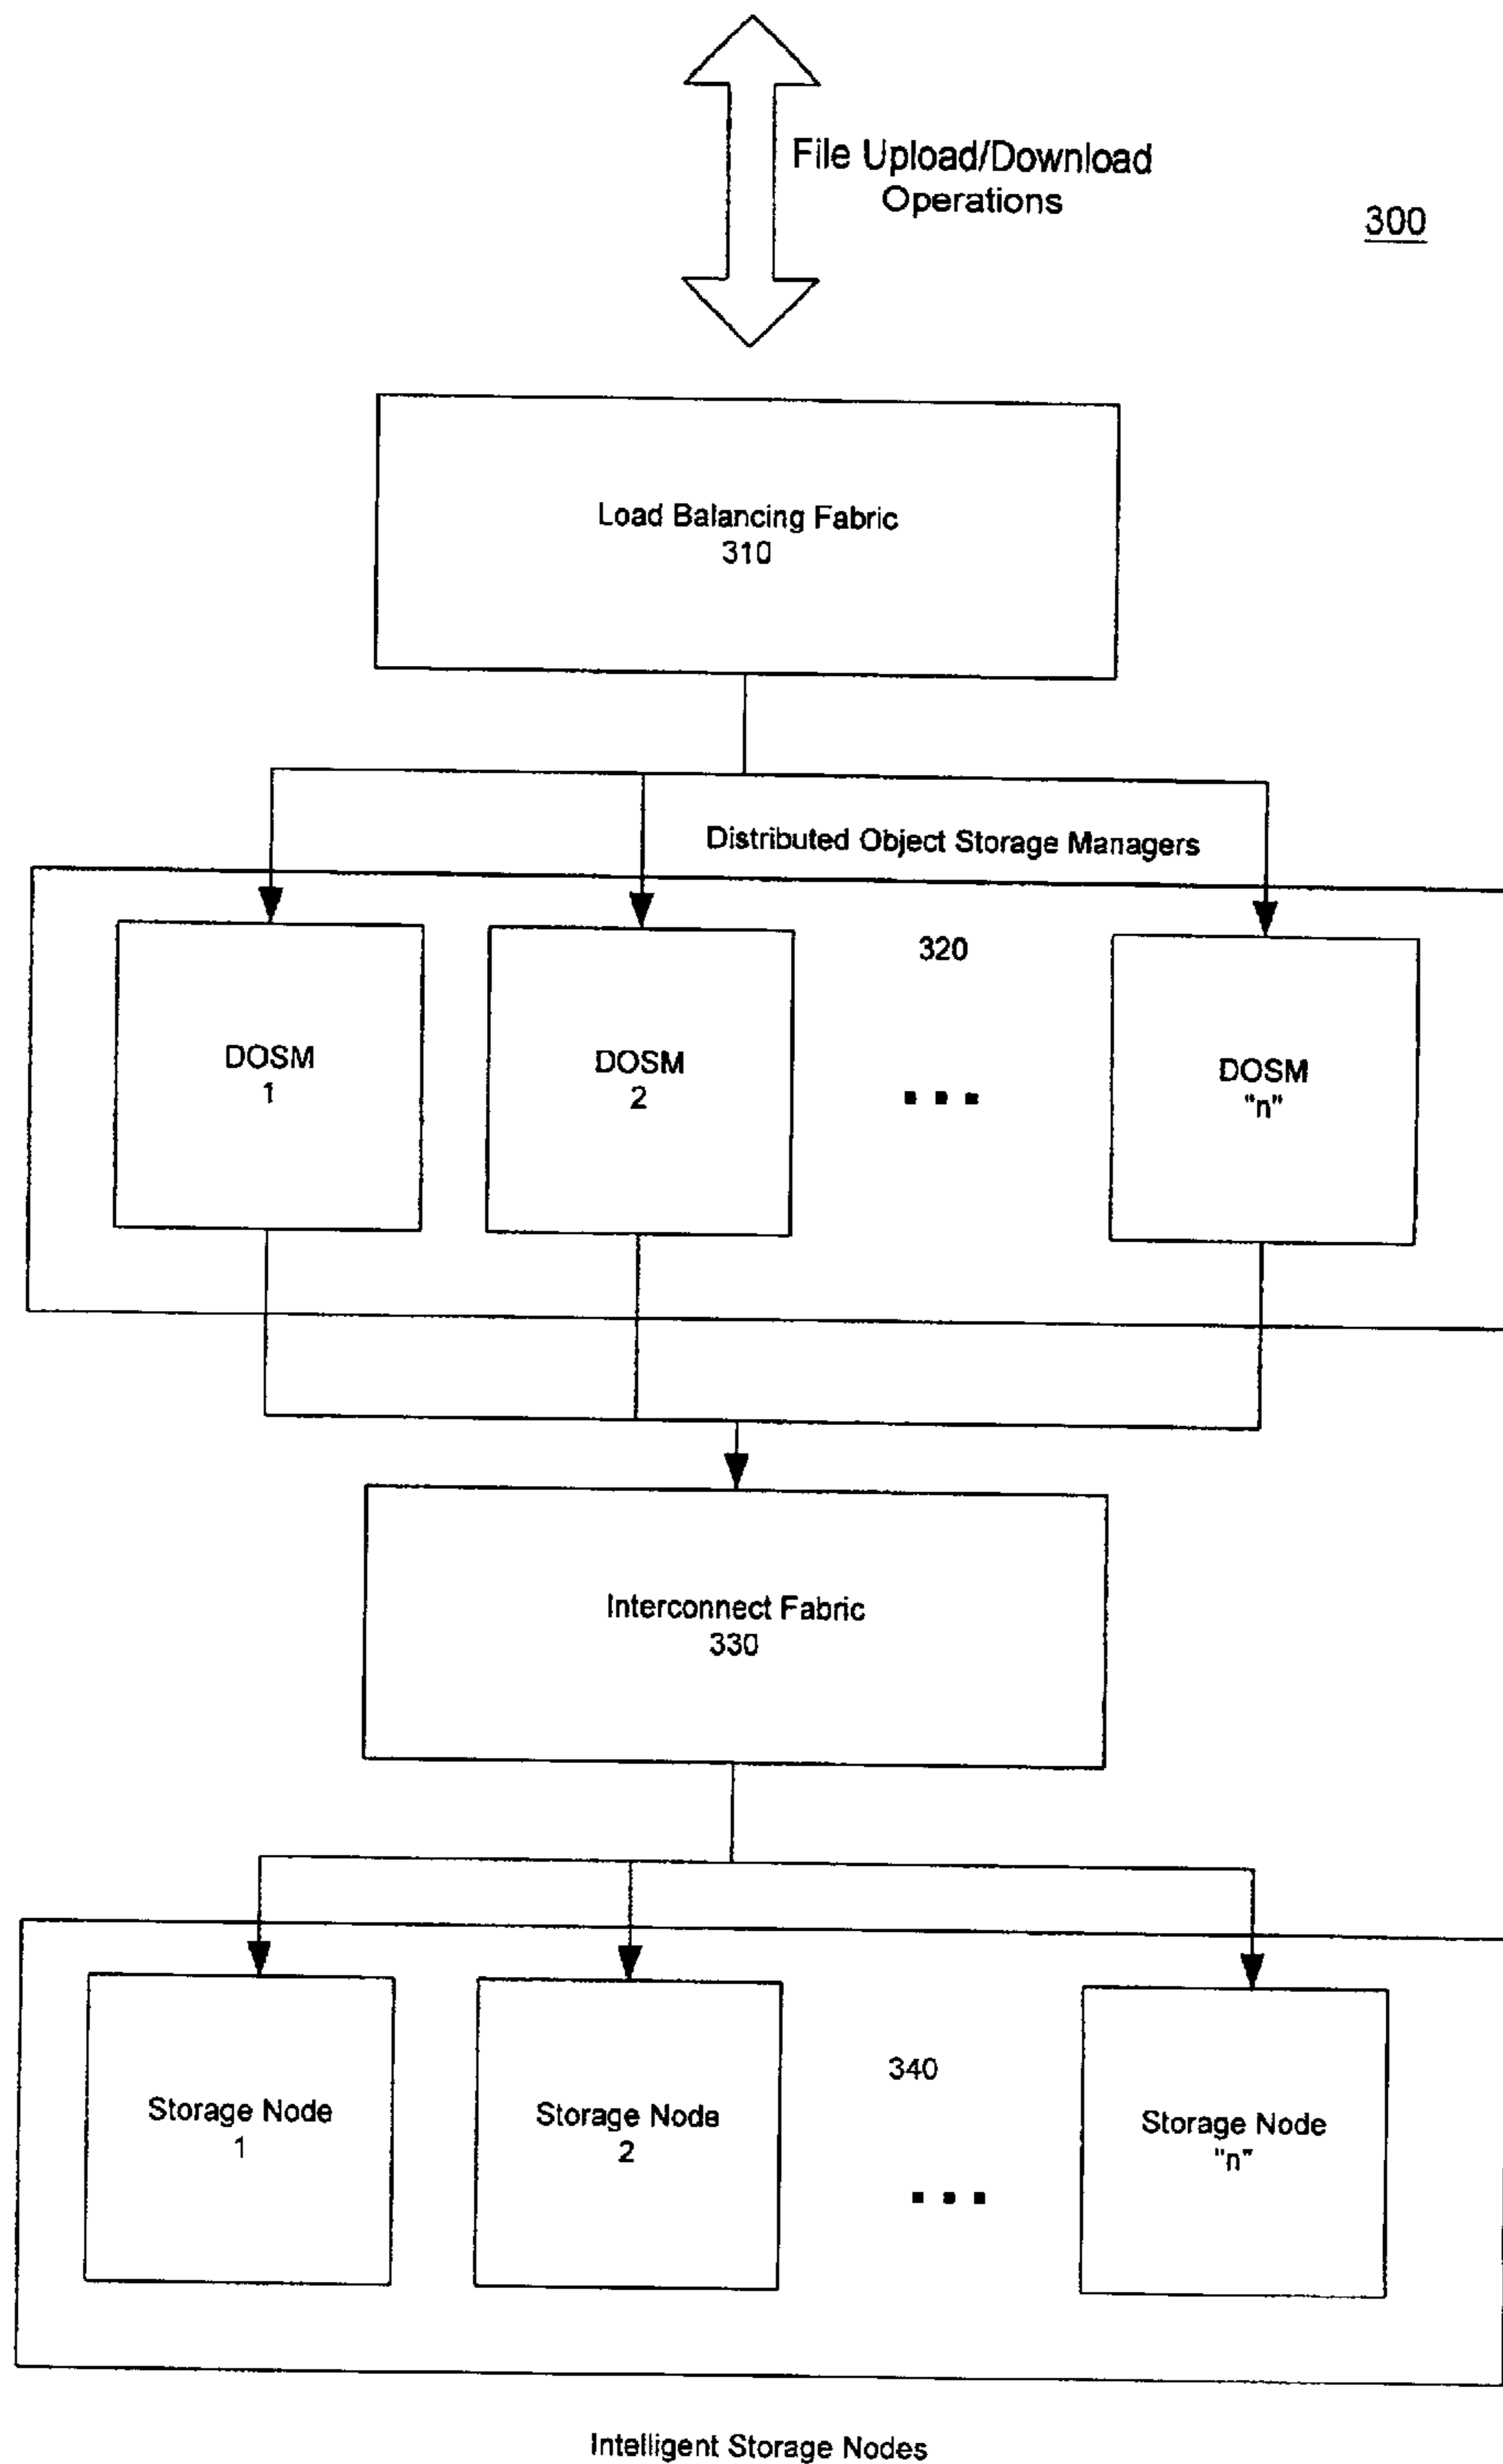 File Upload/Download
Operations
300
Load Balancing Fabric
310
Distributed Object Storage Managers
320
DOSM
1
DOSM
2
DOSM
"n"
Interconnect Fabric
330
340
Storage Node
1
Storage Node
2
Storage Node
"n"
Intelligent Storage Nodes